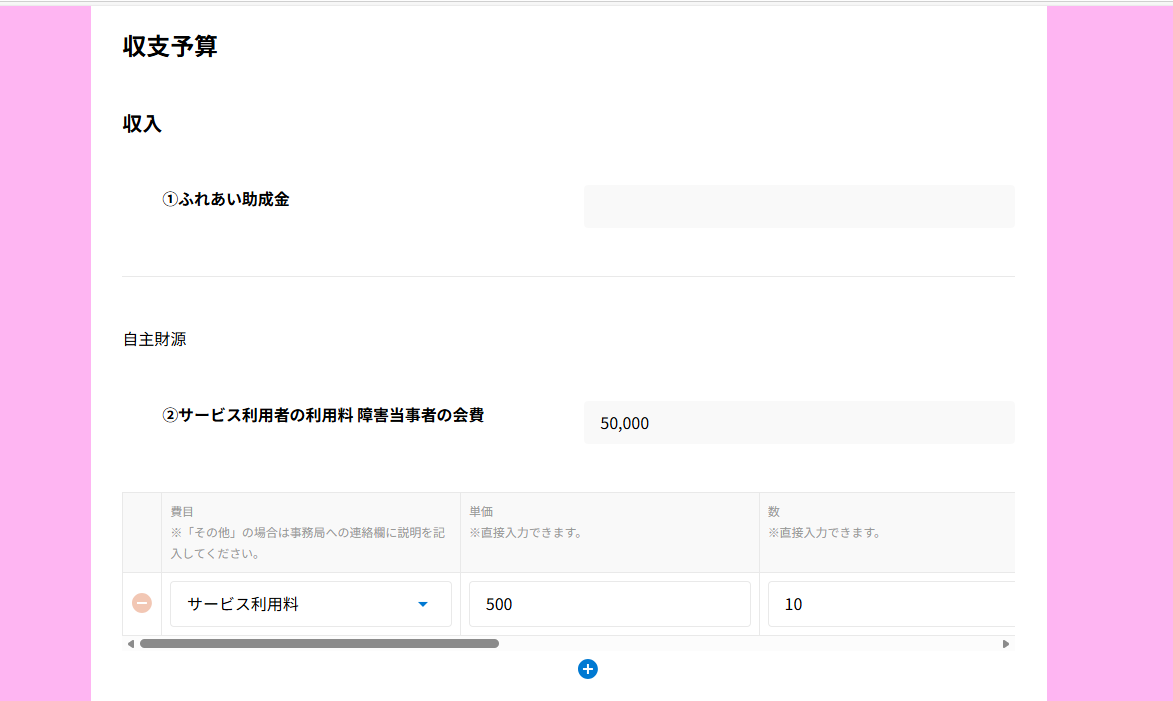 収支予算
収入
①ふれあい助成金
自主財源
②サービス利用者の利用料 障害当事者の会費
50,000
費目
※「その他」の場合は事務局への連絡欄に説明を記
入してください。
単価
※直接入力できます。
数
※直接入力できます。
サービス利用料
500
10